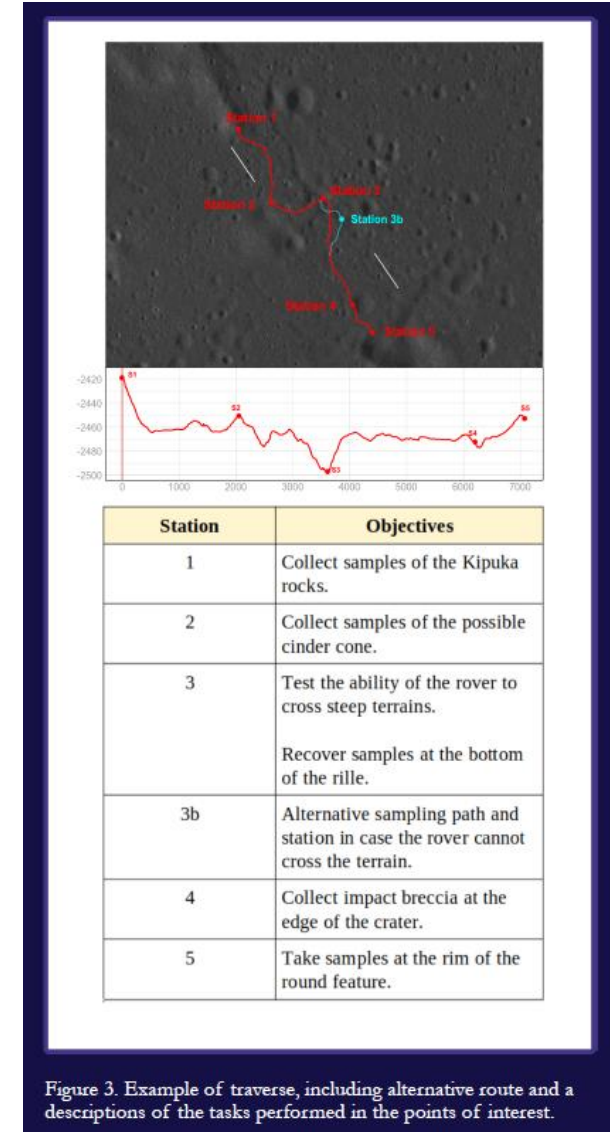 Station 1
Station 3
Station 2
Station 3b
Station 4
Station 5
-2420
-2440
-2460
-2480
-2500
S1
S2
S3
S4
S5
0 1000 2000 3000 4000 5000 6000 7000
Station Objectives
1 Collect samples of the Kipuka
rocks.
2 Collect samples of the possible
cinder cone.
3 Test the ability of the rover to
cross steep terrains.
Recover samples at the bottom
of the rille.
3b Alternative sampling path and
station in case the rover cannot
cross the terrain.
4 Collect impact breccia at the
edge of the crater.
5 Take samples at the rim of the
round feature.
Figure 3. Example of traverse, including alternative route and a
descriptions of the tasks performed in the points of interest.